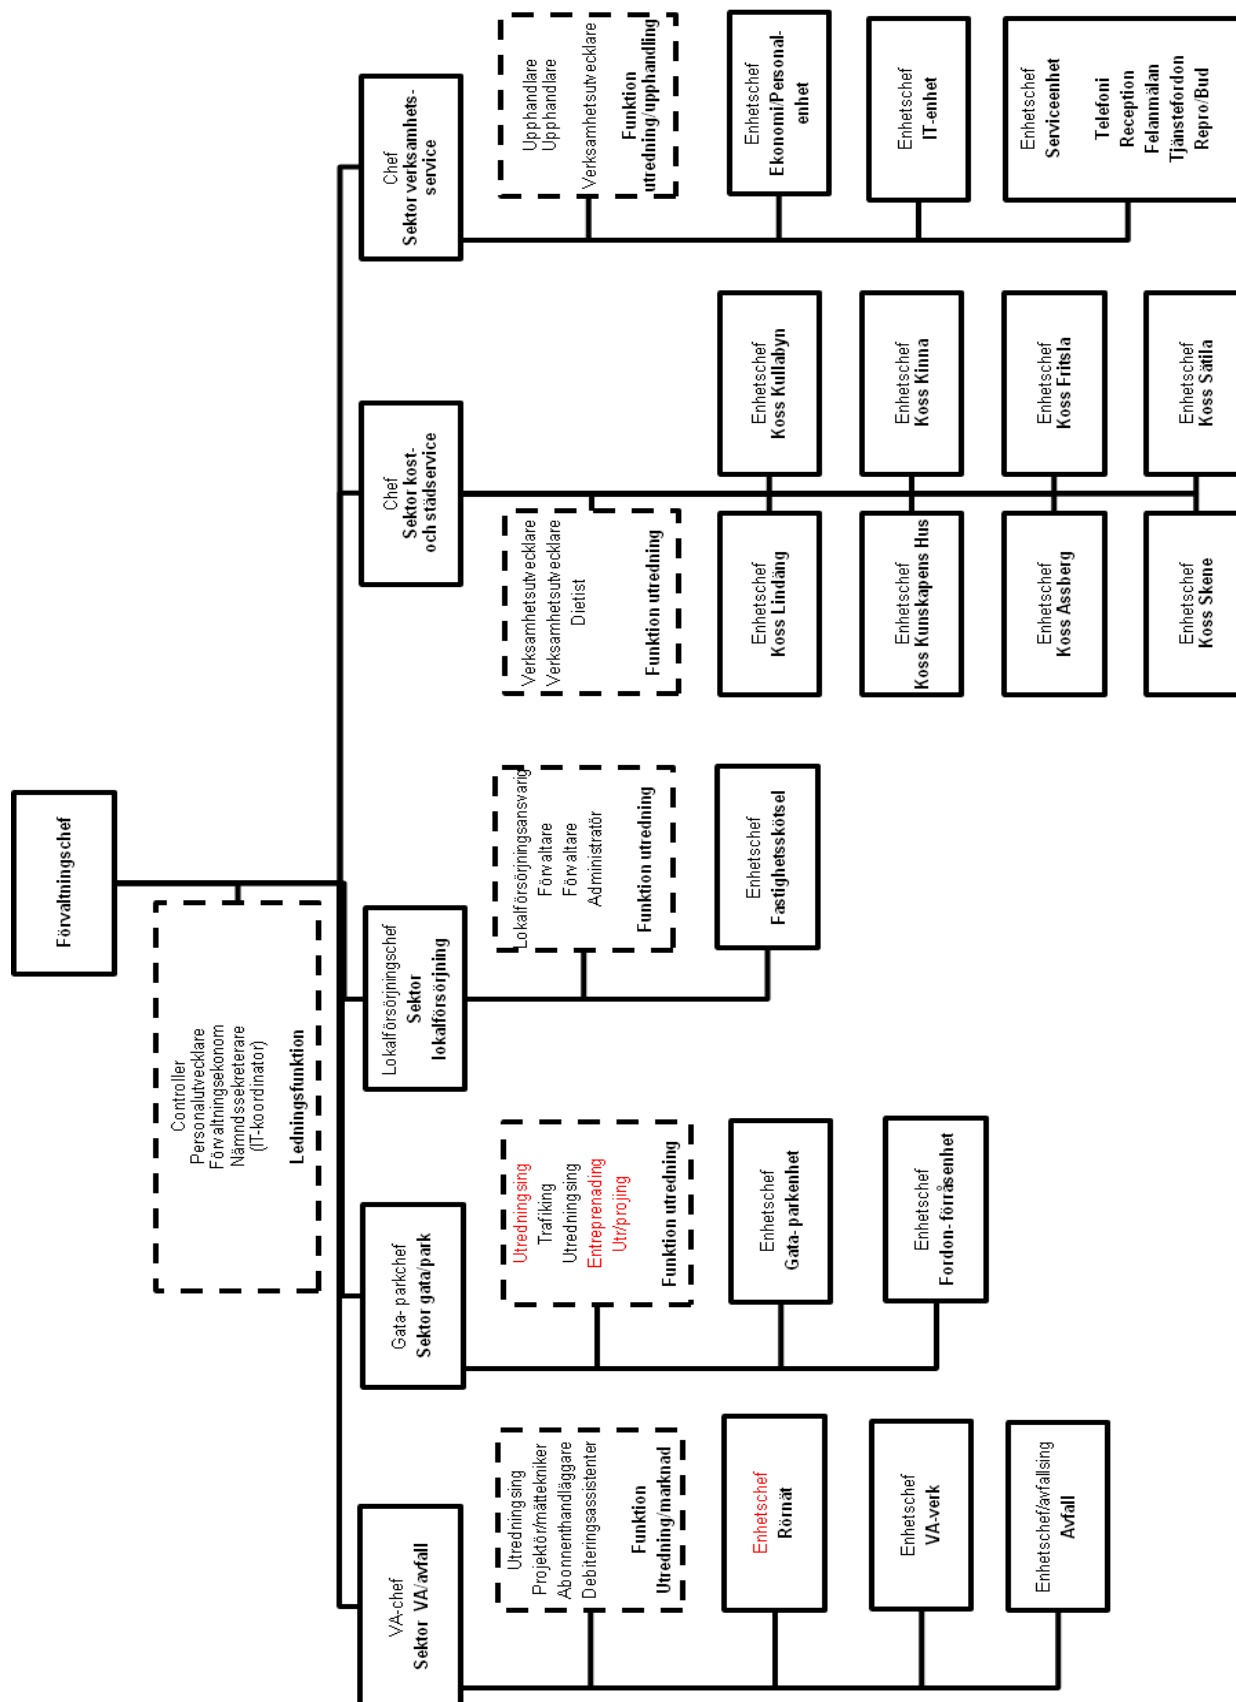 Förvaltningschef
Controller
Personalutvecklare
Förvaltningsekonom
Nämndssekreterare
(IT-koordinator)
Ledningsfunktion
VA-chef
Sektor VA/avfall
Utredningsing
Projektör/mättekniker
Abonnenthandläggare
Debiteringsassistenter
Funktion
Utredning/marknad
Enhetschef
Rörnät
Enhetschef
VA-verk
Enhetschef/avfallsing
Avfall
Gata- parkchef
Sektor gata/park
Utredningsing
Trafiking
Utredningsing
Entreprenading
Utr/projing
Funktion utredning
Enhetschef
Gata- parkenhet
Enhetschef
Fordon- förråsenhet
Lokalförsörjningschef
Sektor
lokalförsörjning
Lokalförsörjningsansvarig
Förvaltare
Förvaltare
Administratör
Funktion utredning
Enhetschef
Fastighetsskötsel
Chef
Sektor kost-
och städservice
Verksamhetsutvecklare
Verksamhetsutvecklare
Dietist
Funktion utredning
Enhetschef
Koss Lindäng
Enhetschef
Koss Kullabyn
Enhetschef
Koss Kunskapens Hus
Enhetschef
Koss Kinna
Enhetschef
Koss Assberg
Enhetschef
Koss Fritsla
Enhetschef
Koss Skene
Enhetschef
Koss Sätila
Chef
Sektor verksamhets-
service
Upphandlare
Upphandlare
Verksamhetsutvecklare
Funktion
utredning/upphandling
Enhetschef
Ekonomi/Personal-
enhet
Enhetschef
IT-enhet
Enhetschef
Serviceenhet
Telefoni
Reception
Felanmälan
Tjänstefordon
Repro/Bud